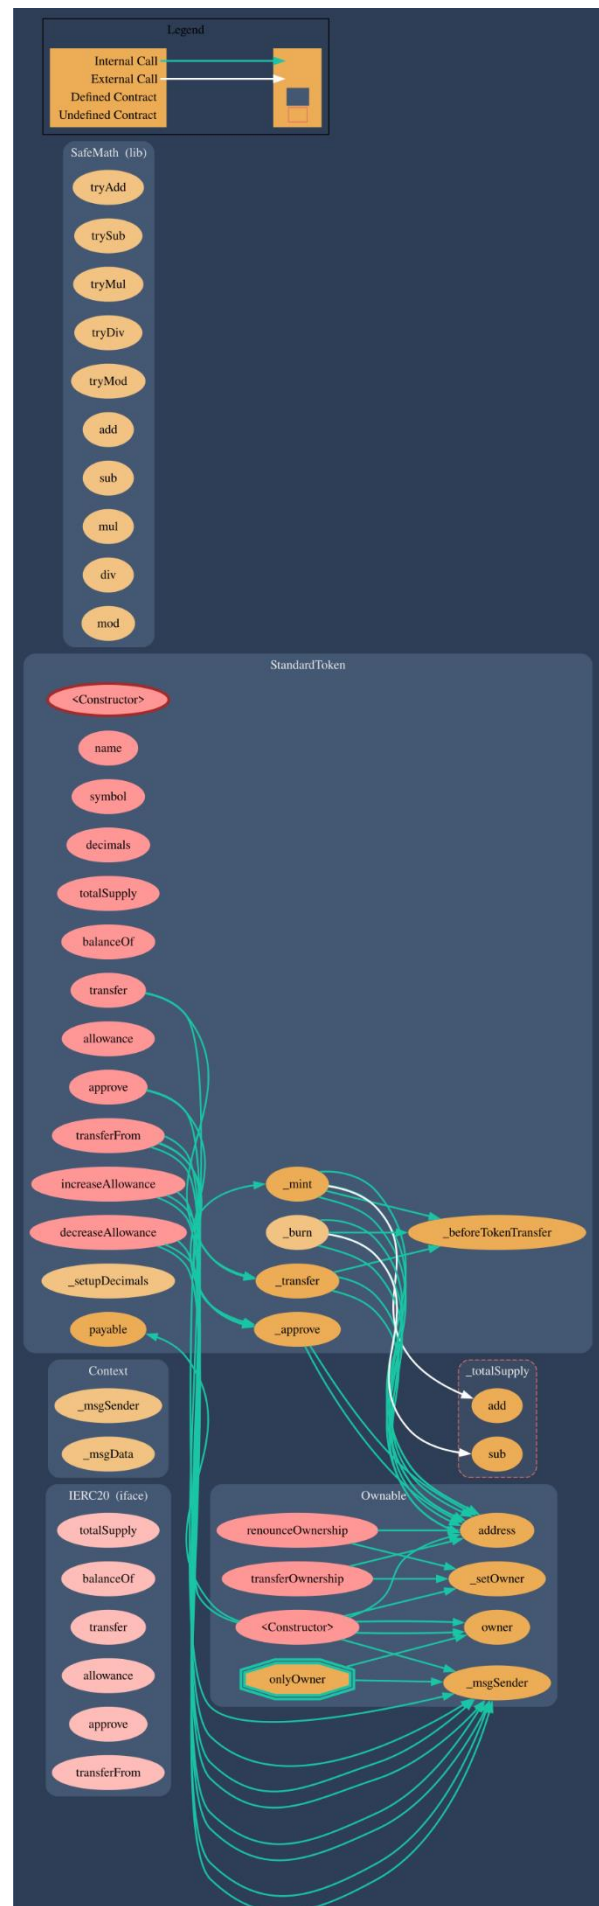 Legend
Internal Call
External Call
Defined Contract
Undefined Contract
SafeMath (lib)
tryAdd
trySub
tryMul
tryDiv
tryMod
add
sub
mul
div
mod
StandardToken
<Constructor>
name
symbol
decimals
totalSupply
balanceOf
transfer
allowance
approve
transferFrom
increaseAllowance
_mint
decreaseAllowance
_burn
_beforeTokenTransfer
_setupDecimals
_transfer
payable
_approve
Context
_msgSender
_msgData
_totalSupply
add
sub
IERC20 (iface)
totalSupply
balanceOf
transfer
allowance
approve
transferFrom
Ownable
renounceOwnership
address
transferOwnership
_setOwner
<Constructor>
owner
onlyOwner
_msgSender